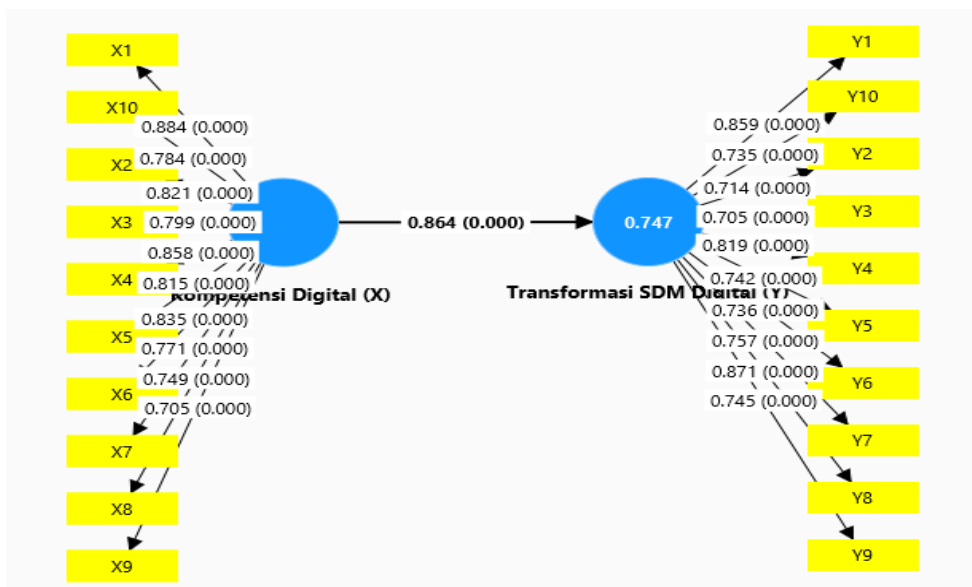 X1
X10
X2
X3
X4
X5
X6
X7
X8
X9
0.884 (0.000)
0.784 (0.000)
0.821 (0.000)
0.799 (0.000)
0.858 (0.000)
0.815 (0.000)
0.835 (0.000)
0.771 (0.000)
0.749 (0.000)
0.705 (0.000)
Kompetensi Digital (X)
0.864 (0.000)
0.747
Transformasi SDM Digital (Y)
0.859 (0.000)
0.735 (0.000)
0.714 (0.000)
0.705 (0.000)
0.819 (0.000)
0.742 (0.000)
0.736 (0.000)
0.757 (0.000)
0.871 (0.000)
0.745 (0.000)
Y1
Y10
Y2
Y3
Y4
Y5
Y6
Y7
Y8
Y9